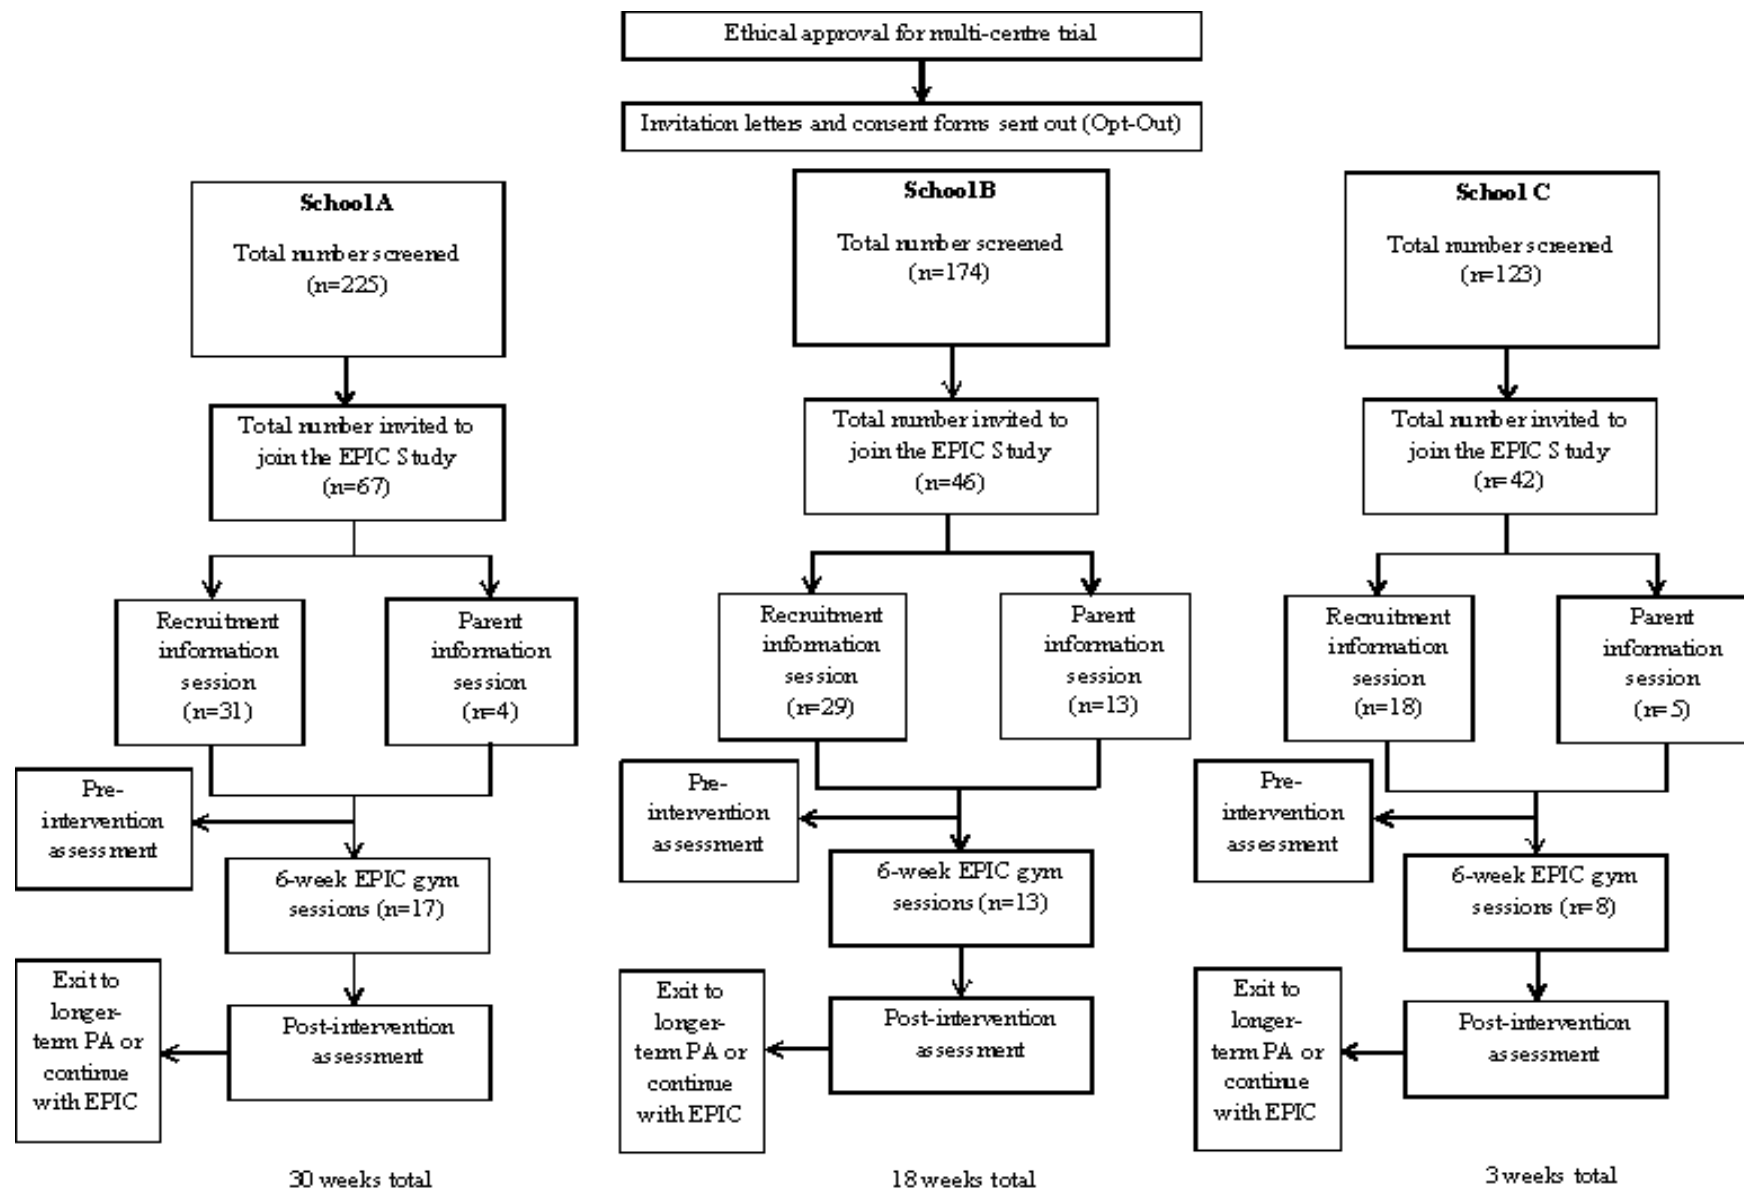 Ethical approval for multi-centre trial
Invitation letters and consent forms sent out (Opt-Out)
School A
Total number screened
(n=225)
Total number invited to
join the EPIC Study
(n=67)
Recruitment
information
session
(n=31)
Parent
information
session
(n=4)
Pre-
intervention
assessment
6-week EPIC gym
sessions (n=17)
Exit to
longer-
term PA or
continue
with EPIC
Post-intervention
assessment
30 weeks total
School B
Total number screened
(n=174)
Total number invited to
join the EPIC Study
(n=46)
Recruitment
information
session
(n=29)
Parent
information
session
(n=13)
Pre-
intervention
assessment
6-week EPIC gym
sessions (n=13)
Exit to
longer-
term PA or
continue
with EPIC
Post-intervention
assessment
18 weeks total
School C
Total number screened
(n=123)
Total number invited to
join the EPIC Study
(n=42)
Recruitment
information
session
(n=18)
Parent
information
session
(n=5)
Pre-
intervention
assessment
6-week EPIC gym
sessions (n=8)
Exit to
longer-
term PA or
continue
with EPIC
Post-intervention
assessment
3 weeks total